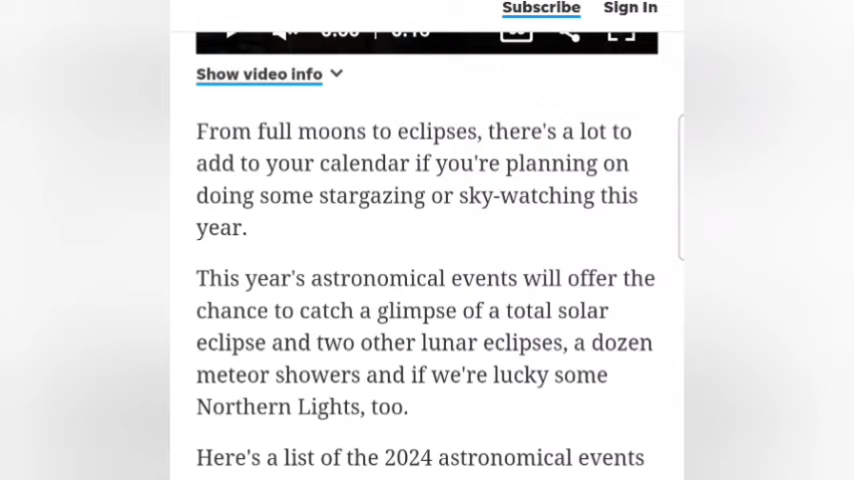 Subscribe Sign In
Show video info
From full moons to eclipses, there's a lot to
add to your calendar if you're planning on
doing some stargazing or sky-watching this
year.
This year's astronomical events will offer the
chance to catch a glimpse of a total solar
eclipse and two other lunar eclipses, a dozen
meteor showers and if we're lucky some
Northern Lights, too.
Here's a list of the 2024 astronomical events